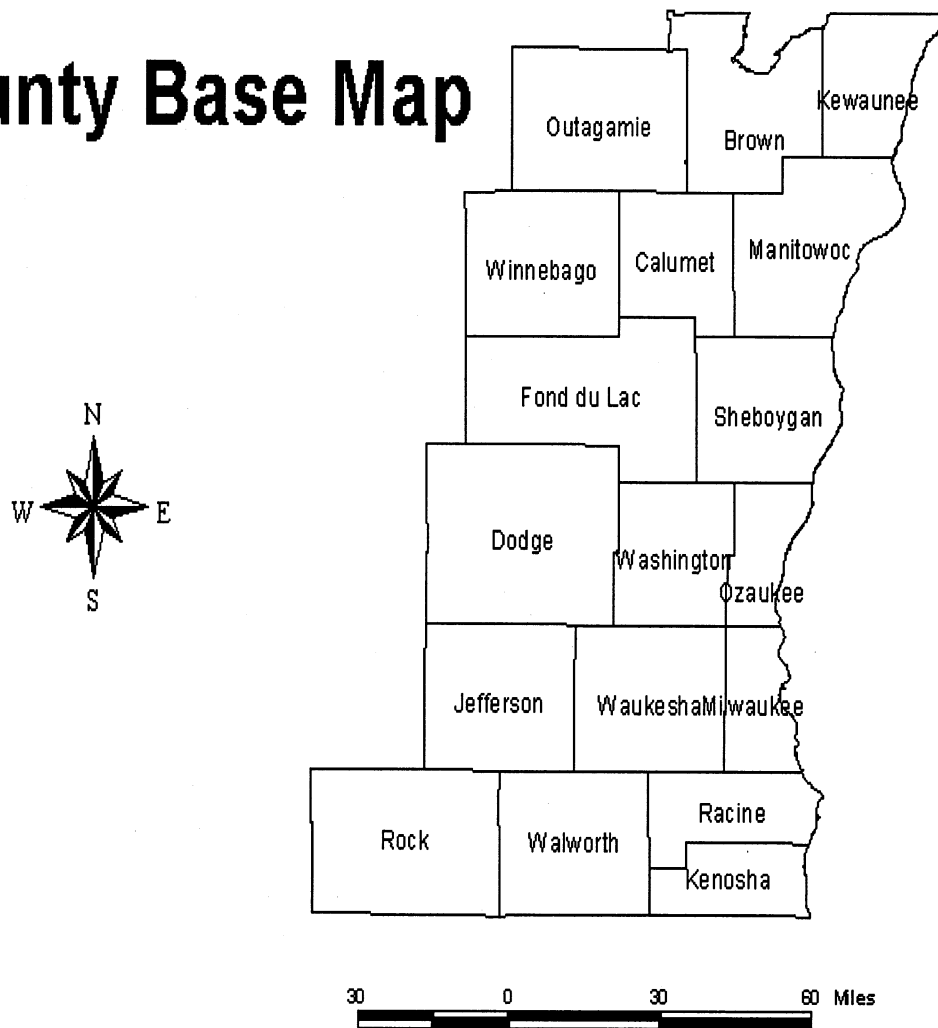 unty Base Map
Kewaunee
Outagamie
Brown
Manitowoc
Calumet
Winnebago
Fond du Lac
Sheboygan
N
W E
S
Dodge
Washington
Ozaukee
Jefferson
Waukesha
Milwaukee
Racine
Rock
Walworth
Kenosha
30 0 30 60 Miles